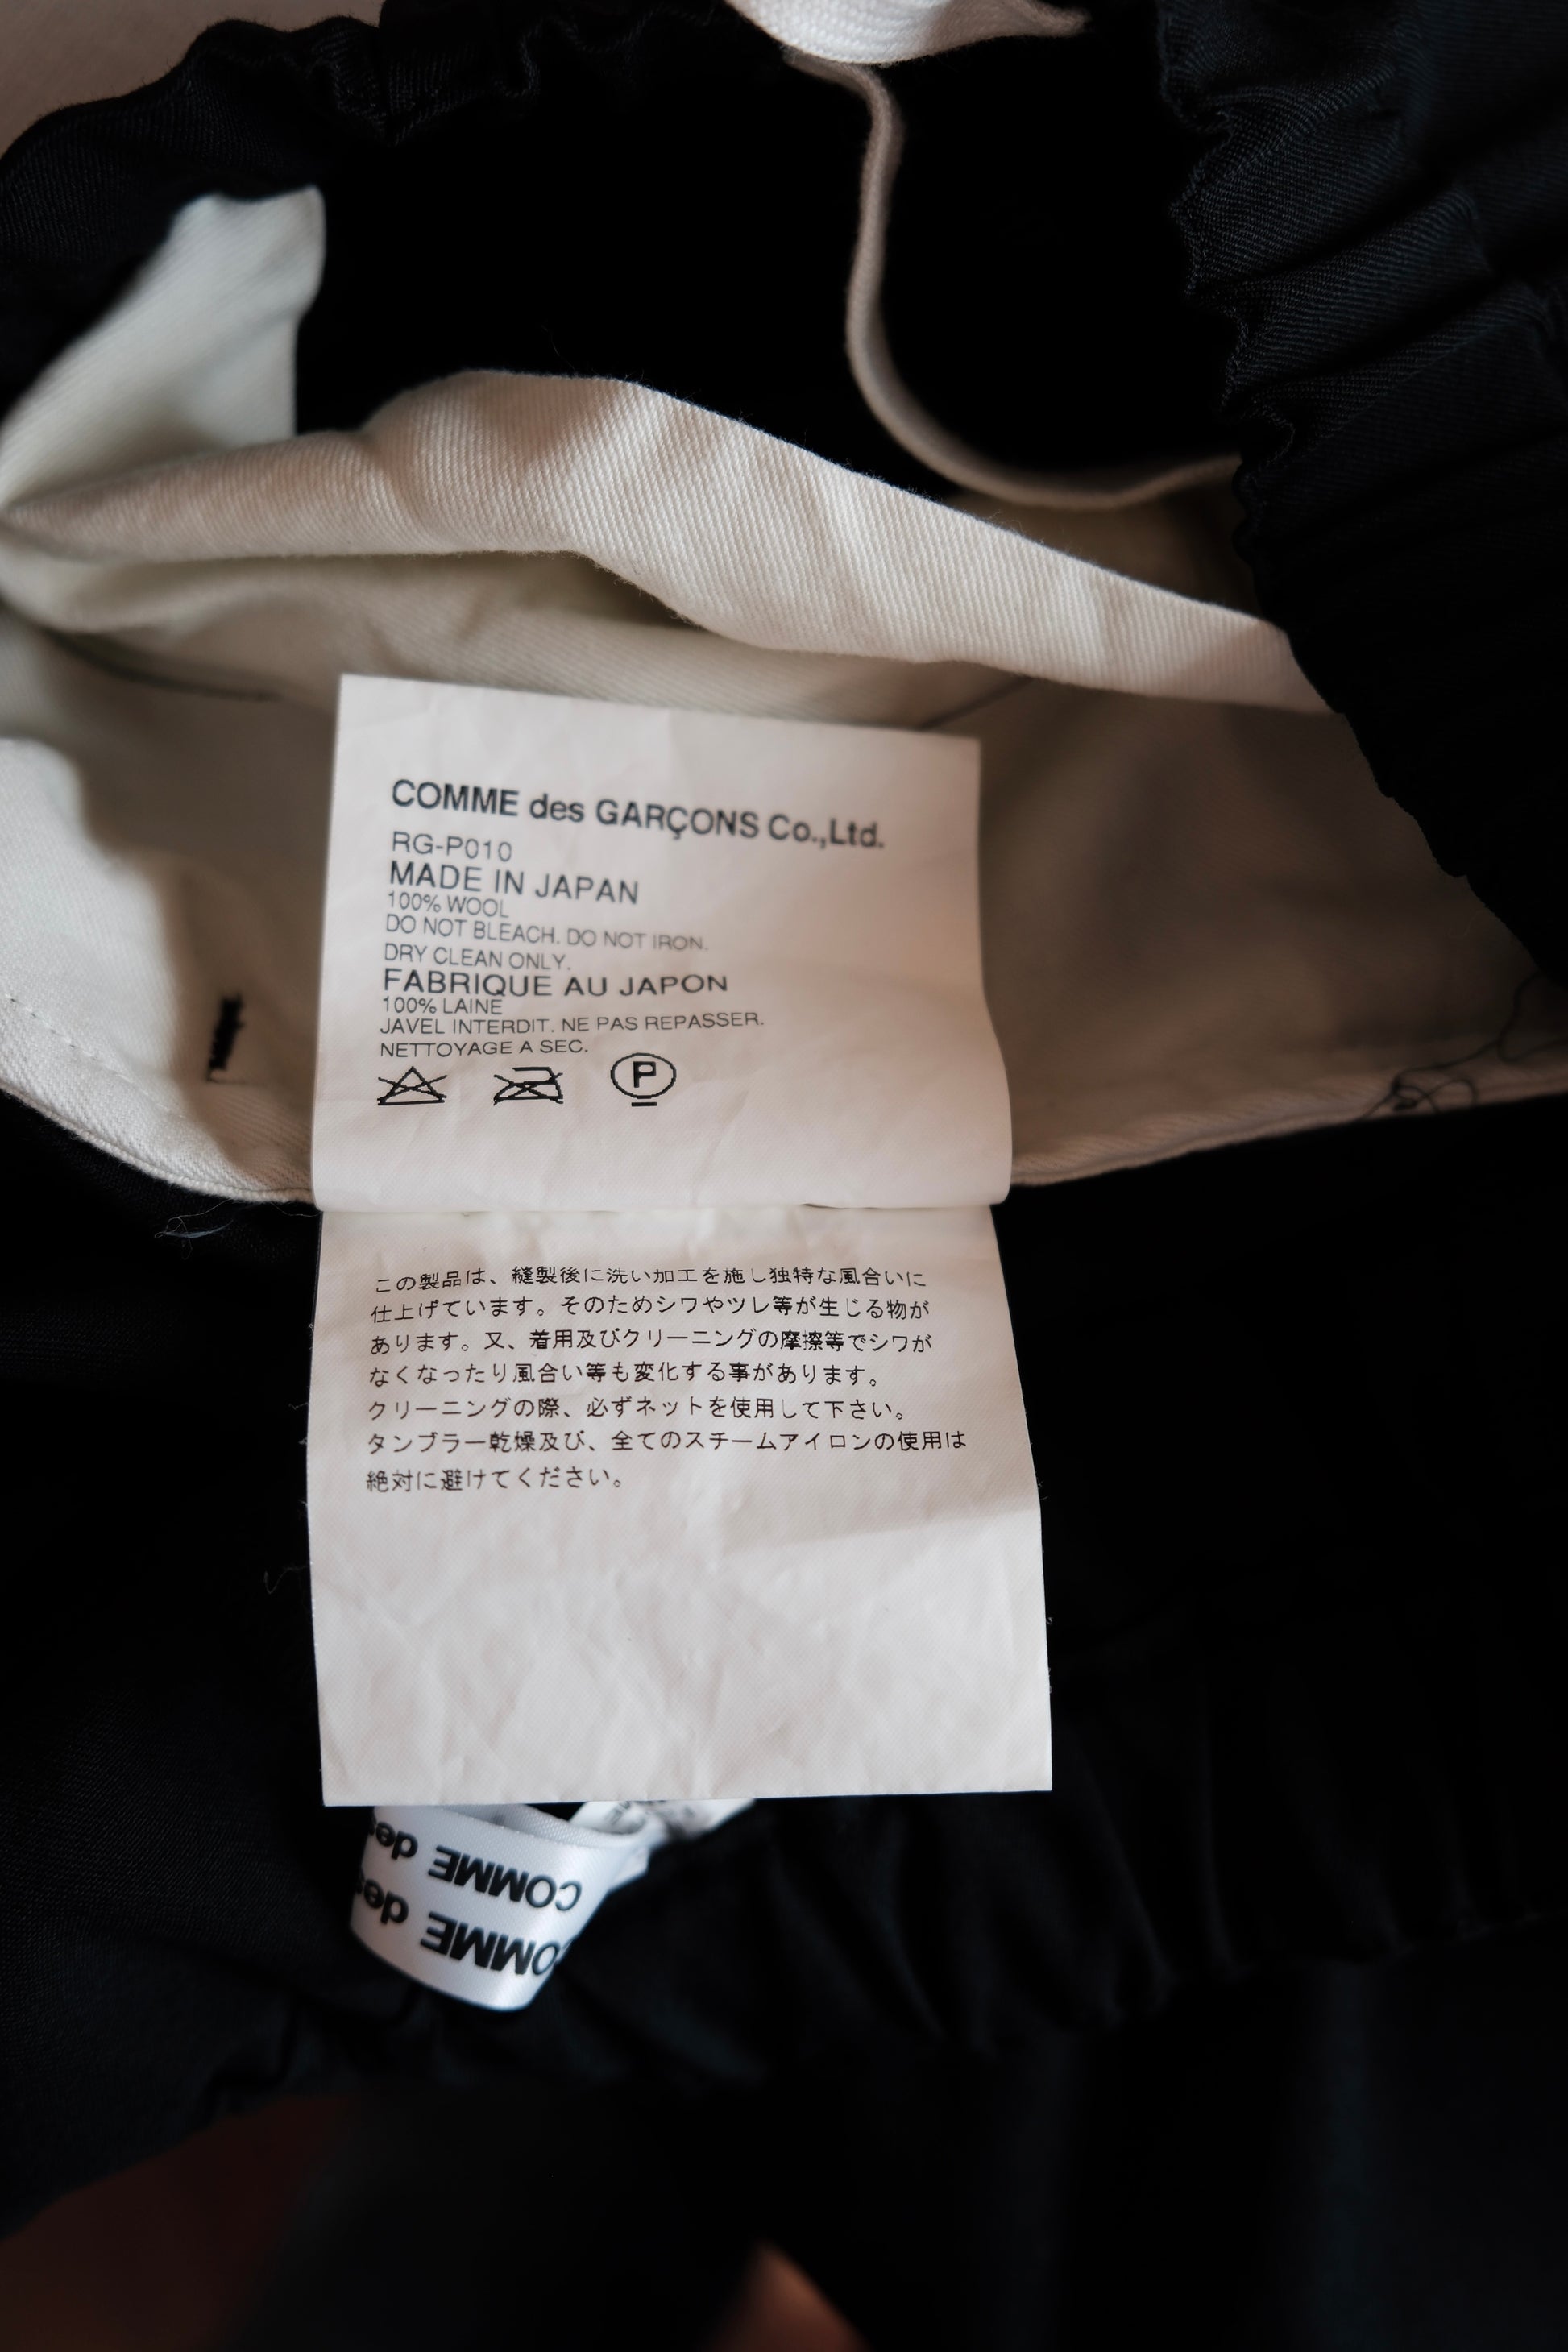 COMME des GARÇONS Co.,Ltd.
RG-P010
MADE IN JAPAN
100% WOOL
DO NOT BLEACH. DO NOT IRON.
DRY CLEAN ONLY.
FABRIQUE AU JAPON
100% LAINE
JAVEL INTERDIT. NE PAS REPASSER.
NETTOYAGE A SEC.
P
この製品は、縫製後に洗い加工を施し独特な風合いに
仕上げています。そのためシワやツレ等が生じる物が
あります。又、着用及びクリーニングの摩擦等でシワが
なくなったり風合い等も変化する事があります。
クリーニングの際、必ずネットを使用して下さい。
タンブラー乾燥及び、全てのスチームアイロンの使用は
絶対に避けてください。
COMME des
COMME des